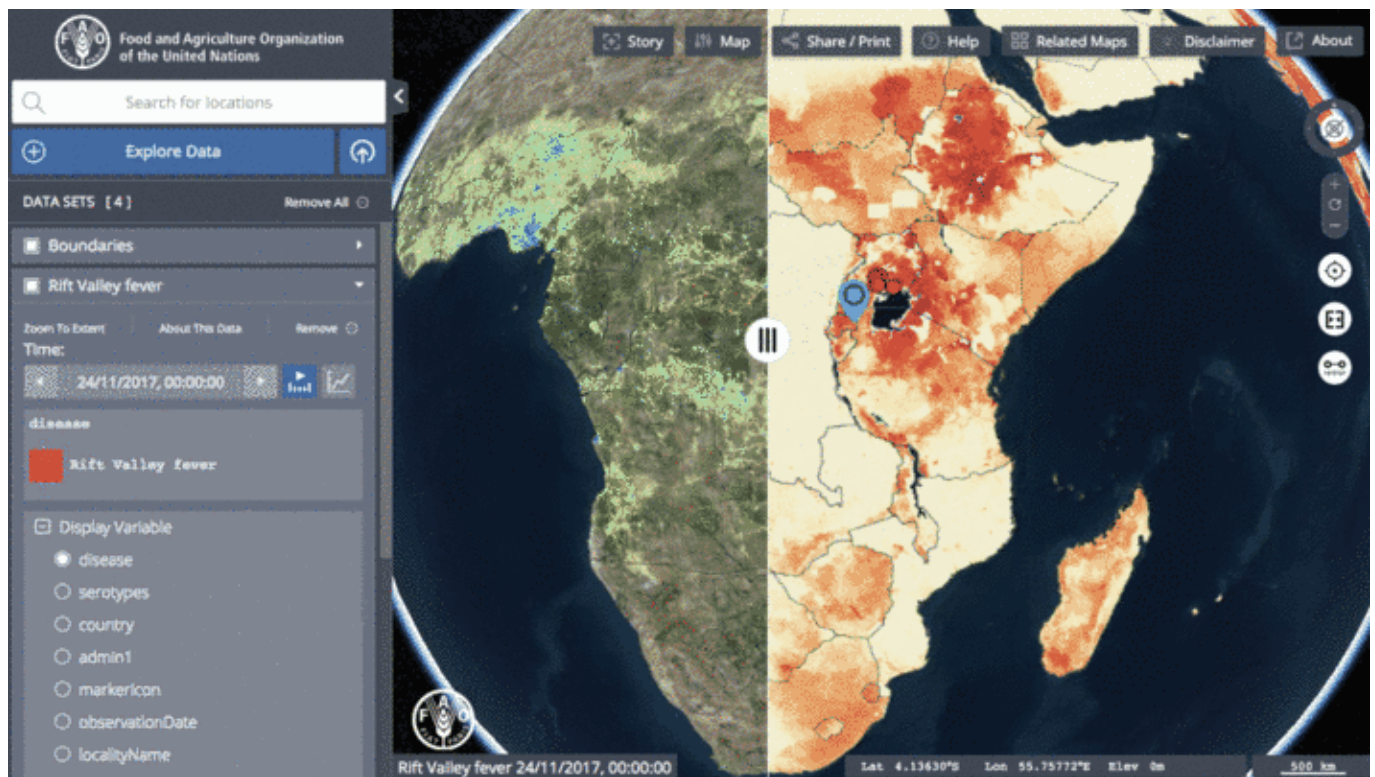 Food and Agriculture Organization
of the United Nations
Search for locations
Explore Data
DATA SETS [4]
Remove All
Boundaries
Rift Valley fever
Zoom To Extent
About This Data
Remove
Time:
24/11/2017, 00:00:00
disease
Rift Valley fever
Display Variable
disease
serotypes
country
admin1
markerIcon
observationDate
localityName
Story
Map
Share / Print
Help
Related Maps
Disclaimer
About
Rift Valley fever 24/11/2017, 00:00:00
Lat 4.13630°S Lon 55.75772°E Elev 0m
500 km